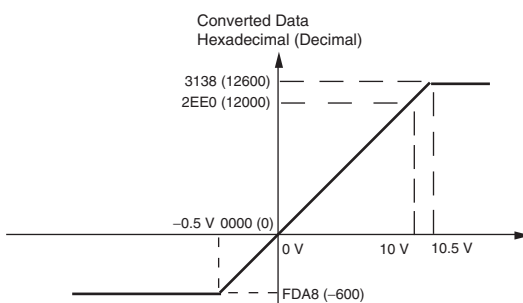 Converted Data
Hexadecimal (Decimal)
3138 (12600)
2EE0 (12000)
−0.5 V 0000 (0)
0 V 10 V 10.5 V
FDA8 (−600)